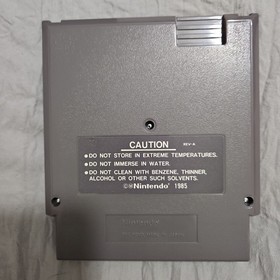 CAUTION REV-A
•DO NOT STORE IN EXTREME TEMPERATURES.
•DO NOT IMMERSE IN WATER.
•DO NOT CLEAN WITH BENZENE, THINNER,
ALCOHOL OR OTHER SUCH SOLVENTS.
©®Nintendo 1985